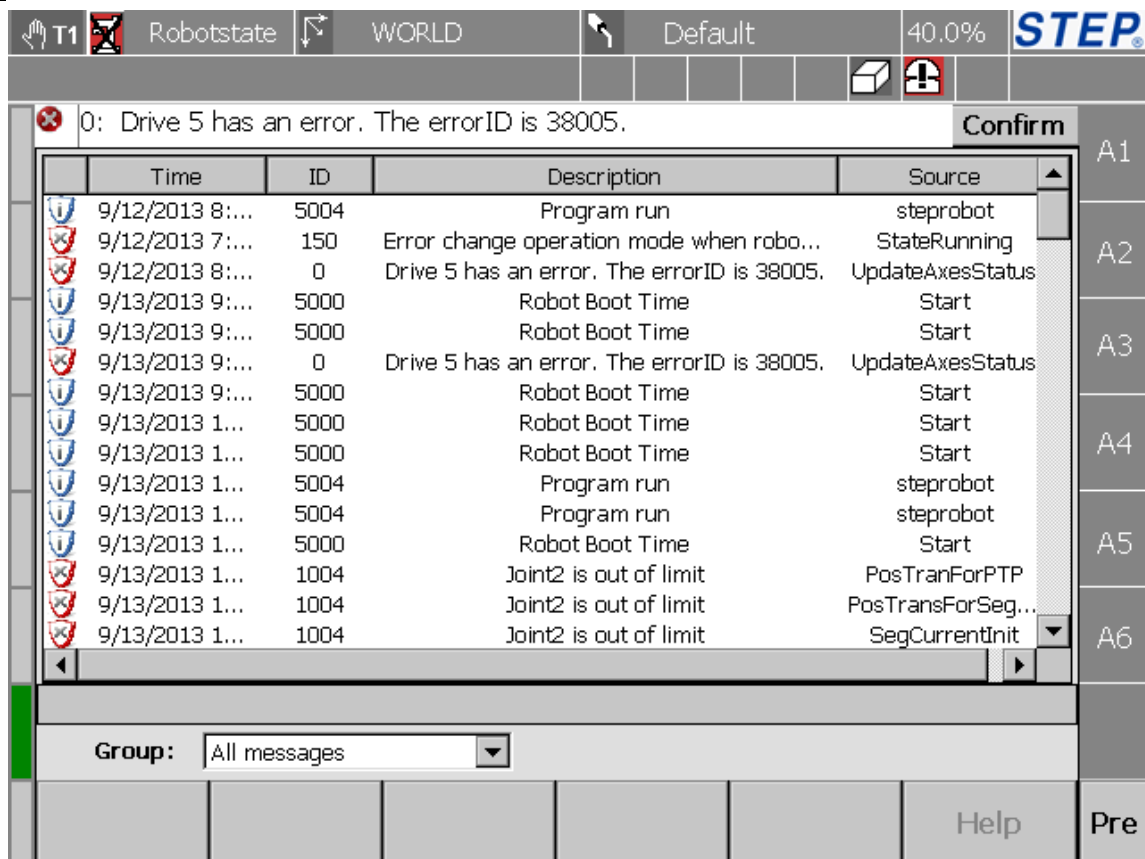 T1 Robotstate WORLD Default 40.0% STEP®
0: Drive 5 has an error. The errorID is 38005. Confirm
A1
Time ID Description Source
9/12/2013 8:... 5004 Program run steprobot
9/12/2013 7:... 150 Error change operation mode when robo... StateRunning
A2
9/12/2013 8:... 0 Drive 5 has an error. The errorID is 38005. UpdateAxesStatus
9/13/2013 9:... 5000 Robot Boot Time Start
9/13/2013 9:... 5000 Robot Boot Time Start
A3
9/13/2013 9:... 0 Drive 5 has an error. The errorID is 38005. UpdateAxesStatus
9/13/2013 9:... 5000 Robot Boot Time Start
9/13/2013 1... 5000 Robot Boot Time Start
A4
9/13/2013 1... 5000 Robot Boot Time Start
9/13/2013 1... 5004 Program run steprobot
9/13/2013 1... 5004 Program run steprobot
9/13/2013 1... 5000 Robot Boot Time Start
A5
9/13/2013 1... 1004 Joint2 is out of limit PosTranForPTP
9/13/2013 1... 1004 Joint2 is out of limit PosTransForSeg...
9/13/2013 1... 1004 Joint2 is out of limit SegCurrentInit
A6
Group: All messages
Help Pre